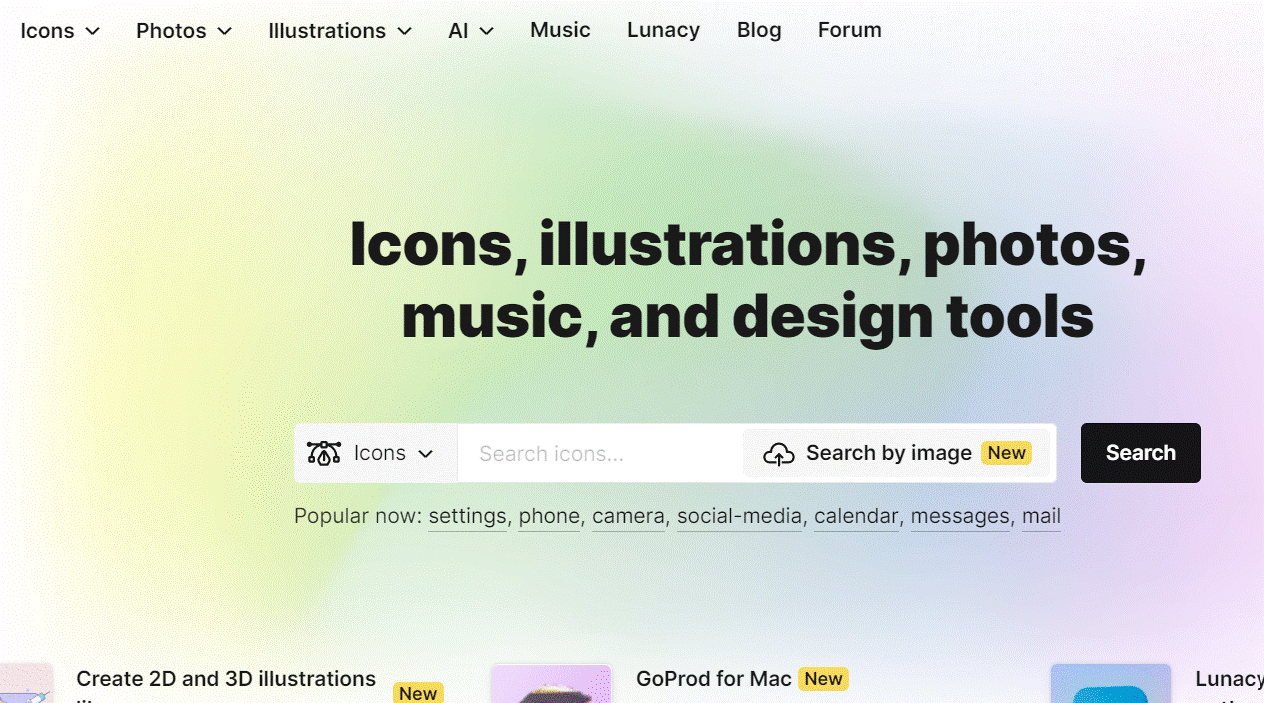 Icons Photos Illustrations AI Music Lunacy Blog Forum
Icons, illustrations, photos,
music, and design tools
Icons Search icons... Search by image New Search
Popular now: settings, phone, camera, social-media, calendar, messages, mail
Create 2D and 3D illustrations New
GoProd for Mac New
Lunacy